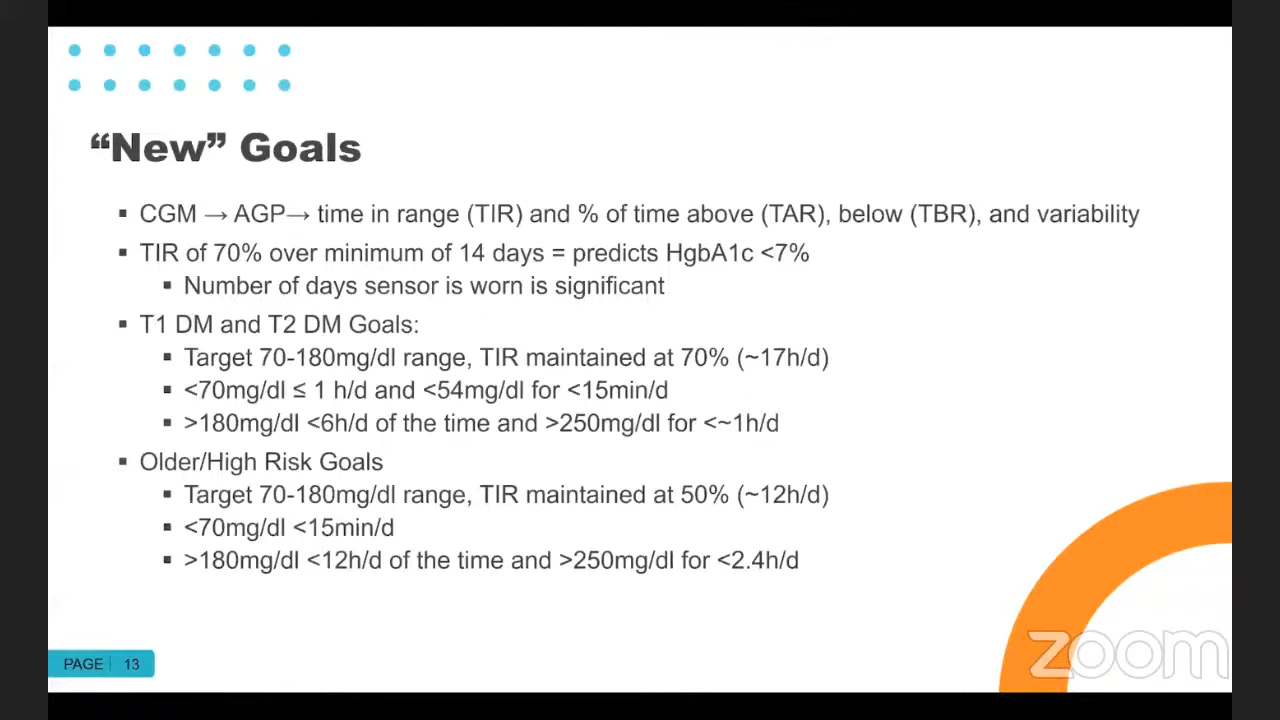 “New” Goals
▪ CGM → AGP→ time in range (TIR) and % of time above (TAR), below (TBR), and variability
▪ TIR of 70% over minimum of 14 days = predicts HgbA1c <7%
▪ Number of days sensor is worn is significant
▪ T1 DM and T2 DM Goals:
▪ Target 70-180mg/dl range, TIR maintained at 70% (~17h/d)
▪ <70mg/dl ≤ 1 h/d and <54mg/dl for <15min/d
▪ >180mg/dl <6h/d of the time and >250mg/dl for <~1h/d
▪ Older/High Risk Goals
▪ Target 70-180mg/dl range, TIR maintained at 50% (~12h/d)
▪ <70mg/dl <15min/d
▪ >180mg/dl <12h/d of the time and >250mg/dl for <2.4h/d
PAGE | 13
zoom